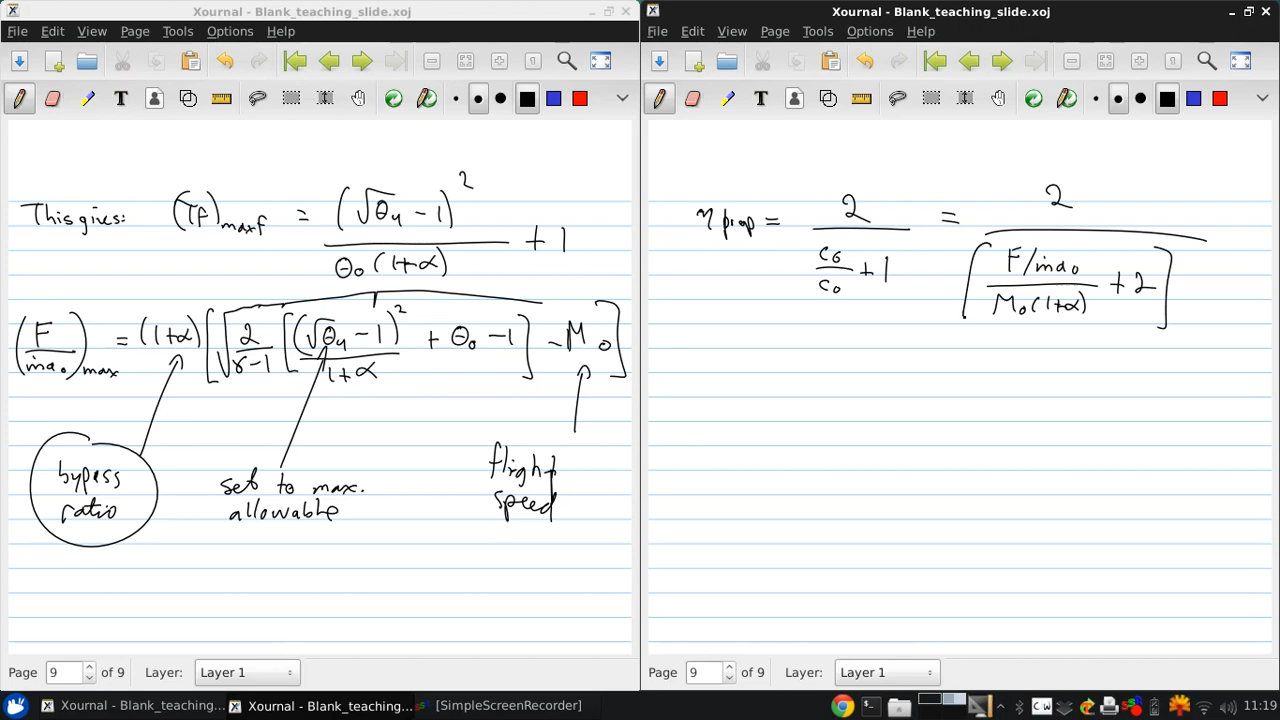 Xournal - Blank_teaching_slide.xoj
File Edit View Page Tools Options Help
This gives: (τf)maxf = (√θ4 - 1)² / θ0 (1+α) + 1
(F / ṁa0)max = (1+α) [√(2 / γ-1 [(√θ4 - 1)² / 1+α + θ0 - 1]) - M0]
bypass
ratio
set to max.
allowable
flight
speed
Page 9 of 9 Layer: Layer 1
Xournal - Blank_teaching_slide.xoj
File Edit View Page Tools Options Help
η prop = 2 / (c6 / c0 + 1) = 2 / [F/ṁa0 / M0(1+α) + 2]
Page 9 of 9 Layer: Layer 1
Xournal - Blank_teaching... Xournal - Blank_teaching_... [SimpleScreenRecorder] 11:19